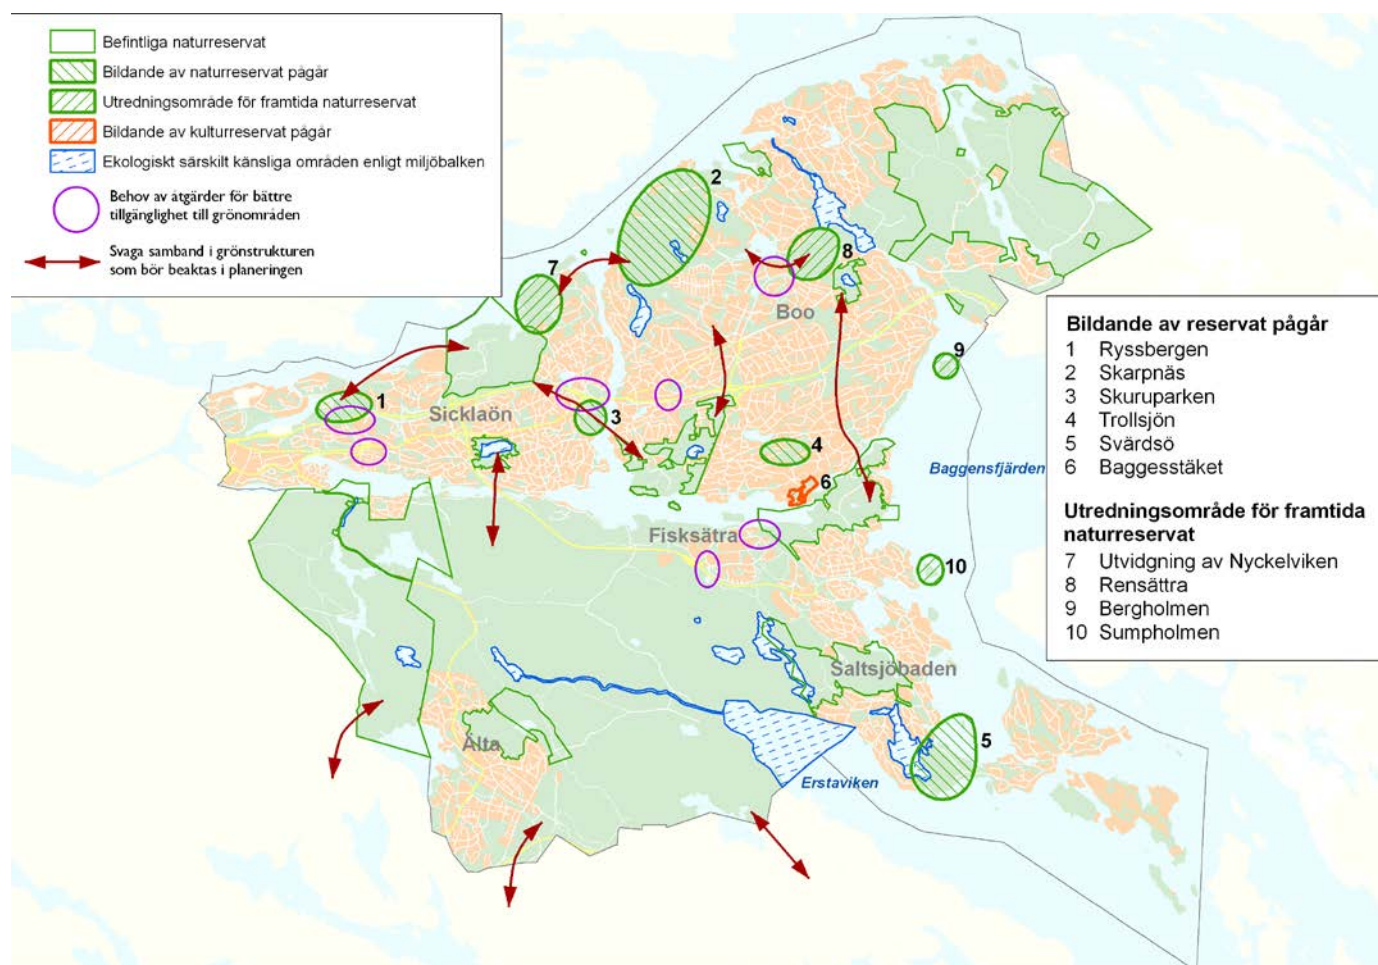 Befintliga naturreservat
Bildande av naturreservat pågår
Utredningsområde för framtida naturreservat
Bildande av kulturreservat pågår
Ekologiskt särskilt känsliga områden enligt miljöbalken
Behov av åtgärder för bättre
tillgänglighet till grönområden
Svaga samband i grönstrukturen
som bör beaktas i planeringen
2
7
8
Boo
9
1
Sicklaön
3
4
Baggensfjärden
6
Fisksätra
10
Saltsjöbaden
Älta
5
Erstaviken
Bildande av reservat pågår
1 Ryssbergen
2 Skarpnäs
3 Skuruparken
4 Trollsjön
5 Svärdsö
6 Baggesstäket
Utredningsområde för framtida
naturreservat
7 Utvidgning av Nyckelviken
8 Rensättra
9 Bergholmen
10 Sumpholmen